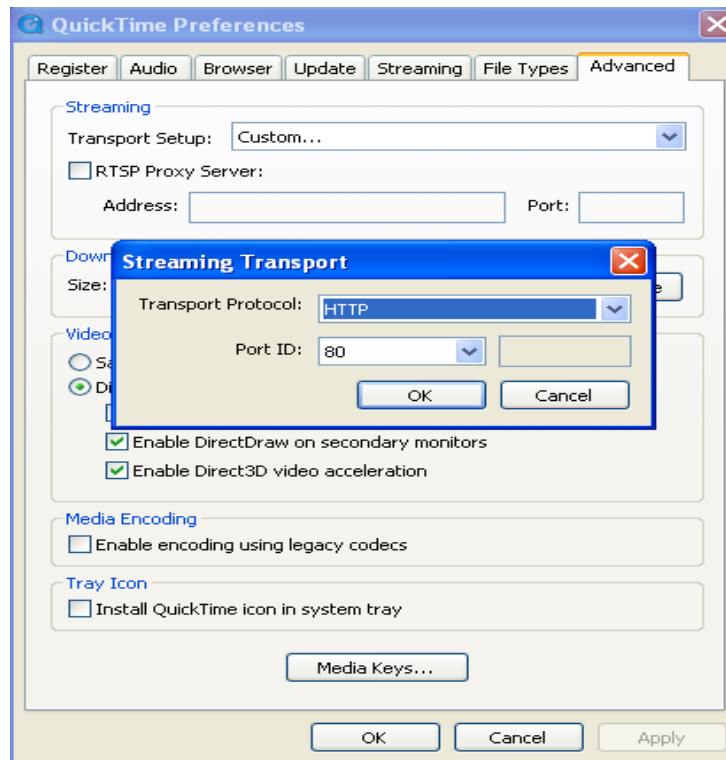 QuickTime Preferences
Register Audio Browser Update Streaming File Types Advanced
Streaming
Transport Setup: Custom...
RTSP Proxy Server:
Address: Port:
Streaming Transport
Size:
Transport Protocol: HTTP
Video
Port ID: 80
OK Cancel
Enable DirectDraw on secondary monitors
Enable Direct3D video acceleration
Media Encoding
Enable encoding using legacy codecs
Tray Icon
Install QuickTime icon in system tray
Media Keys...
OK Cancel Apply